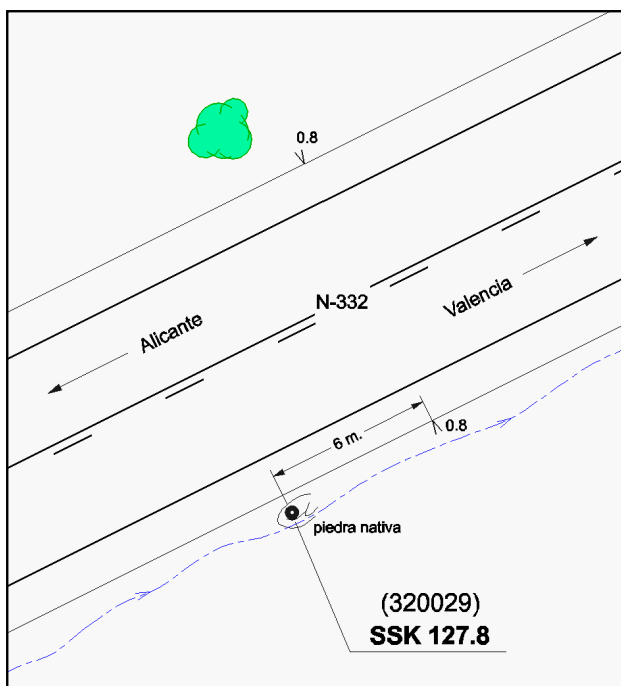 0.8
N-332
Valencia
Alicante
6 m.
0.8
piedra nativa
(320029)
SSK 127.8